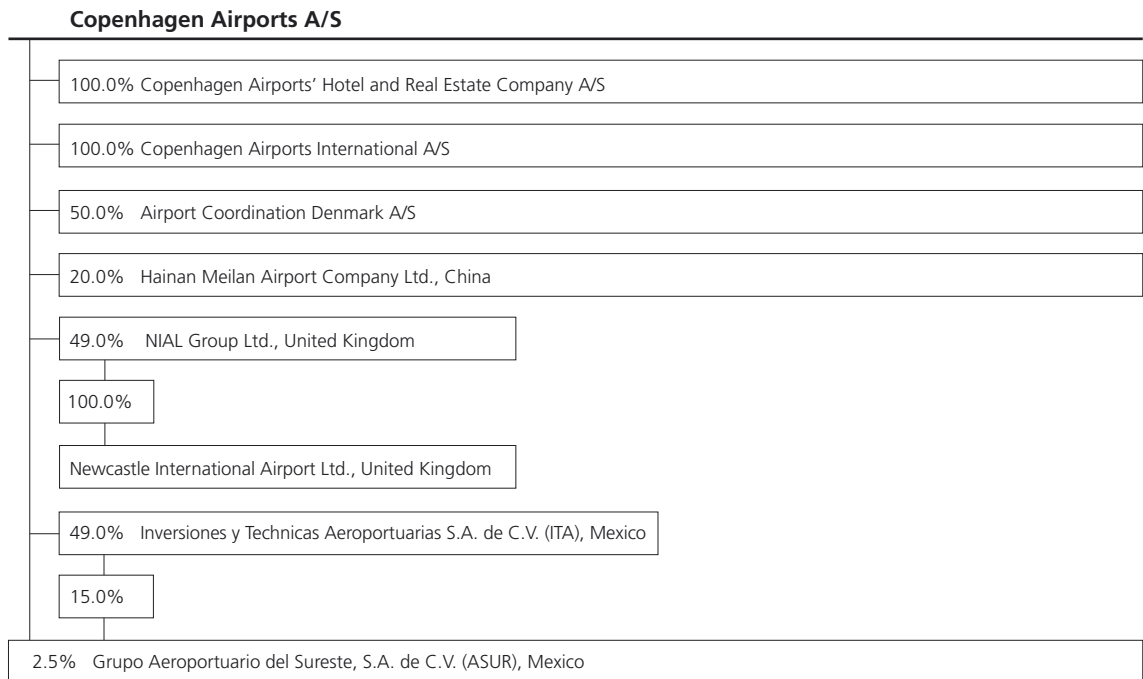 Copenhagen Airports A/S
100.0% Copenhagen Airports’ Hotel and Real Estate Company A/S
100.0% Copenhagen Airports International A/S
50.0% Airport Coordination Denmark A/S
20.0% Hainan Meilan Airport Company Ltd., China
49.0% NIAL Group Ltd., United Kingdom
100.0%
Newcastle International Airport Ltd., United Kingdom
49.0% Inversiones y Technicas Aeroportuarias S.A. de C.V. (ITA), Mexico
15.0%
2.5% Grupo Aeroportuario del Sureste, S.A. de C.V. (ASUR), Mexico